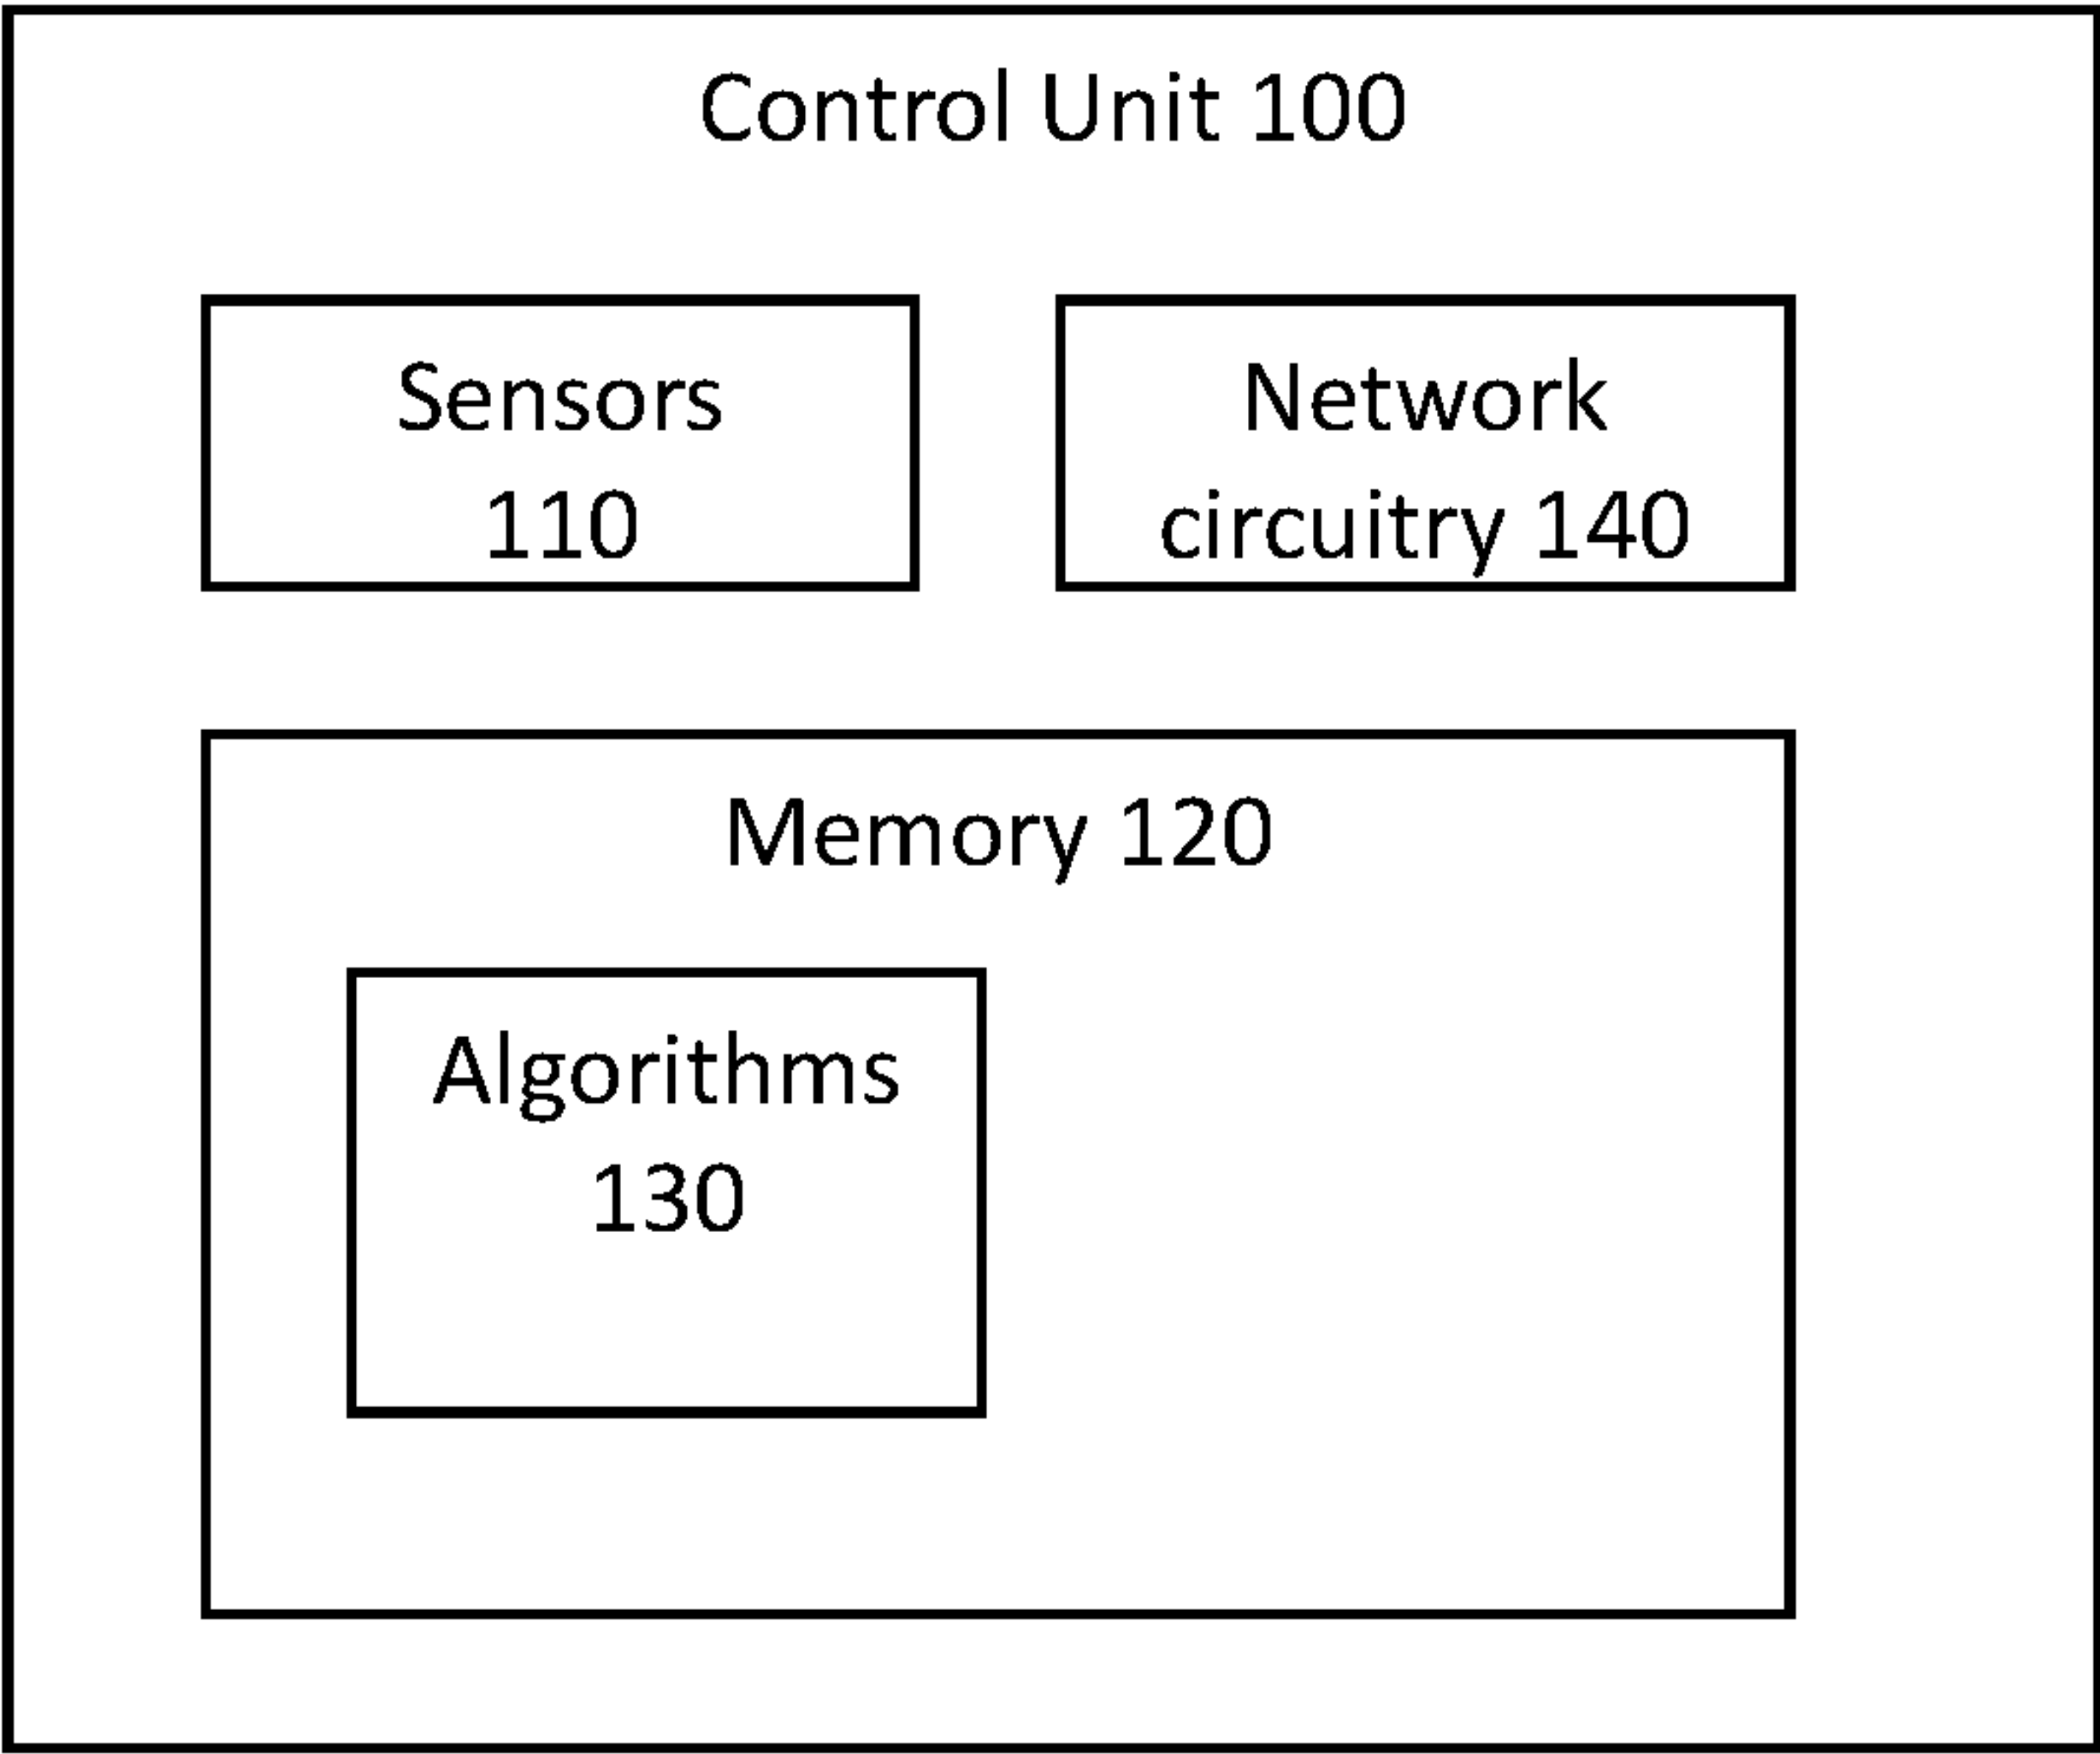 Control Unit 100
Sensors
110
Network
circuitry 140
Memory 120
Algorithms
130